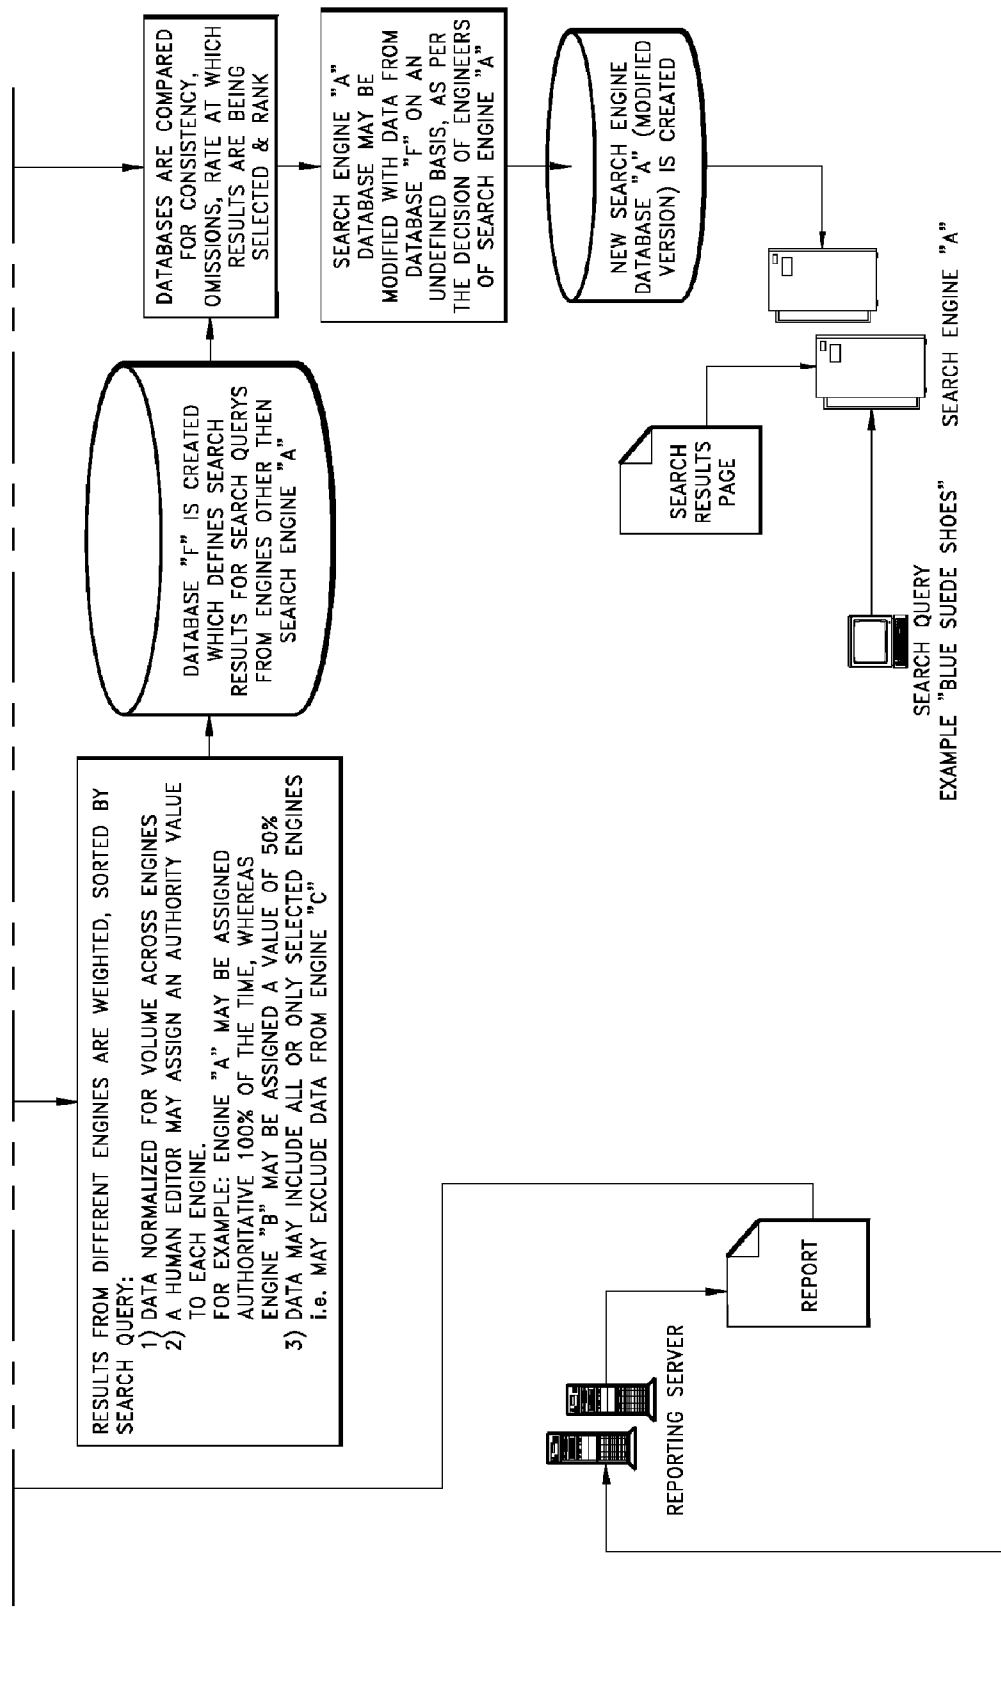 RESULTS FROM DIFFERENT ENGINES ARE WEIGHTED, SORTED BY
SEARCH QUERY:
1) DATA NORMALIZED FOR VOLUME ACROSS ENGINES
2) A HUMAN EDITOR MAY ASSIGN AN AUTHORITY VALUE
TO EACH ENGINE.
FOR EXAMPLE: ENGINE "A" MAY BE ASSIGNED
AUTHORITATIVE 100% OF THE TIME, WHEREAS
ENGINE "B" MAY BE ASSIGNED A VALUE OF 50%
3) DATA MAY INCLUDE ALL OR ONLY SELECTED ENGINES
i.e. MAY EXCLUDE DATA FROM ENGINE "C"
DATABASE "F" IS CREATED
WHICH DEFINES SEARCH
RESULTS FOR SEARCH QUERYS
FROM ENGINES OTHER THEN
SEARCH ENGINE "A"
DATABASES ARE COMPARED
FOR CONSISTENCY,
OMISSIONS, RATE AT WHICH
RESULTS ARE BEING
SELECTED & RANK
SEARCH ENGINE "A"
DATABASE MAY BE
MODIFIED WITH DATA FROM
DATABASE "F" ON AN
UNDEFINED BASIS, AS PER
THE DECISION OF ENGINEERS
OF SEARCH ENGINE "A"
NEW SEARCH ENGINE
DATABASE "A" (MODIFIED
VERSION) IS CREATED
REPORTING SERVER
REPORT
SEARCH
RESULTS
PAGE
SEARCH QUERY
EXAMPLE "BLUE SUEDE SHOES"
SEARCH ENGINE "A"